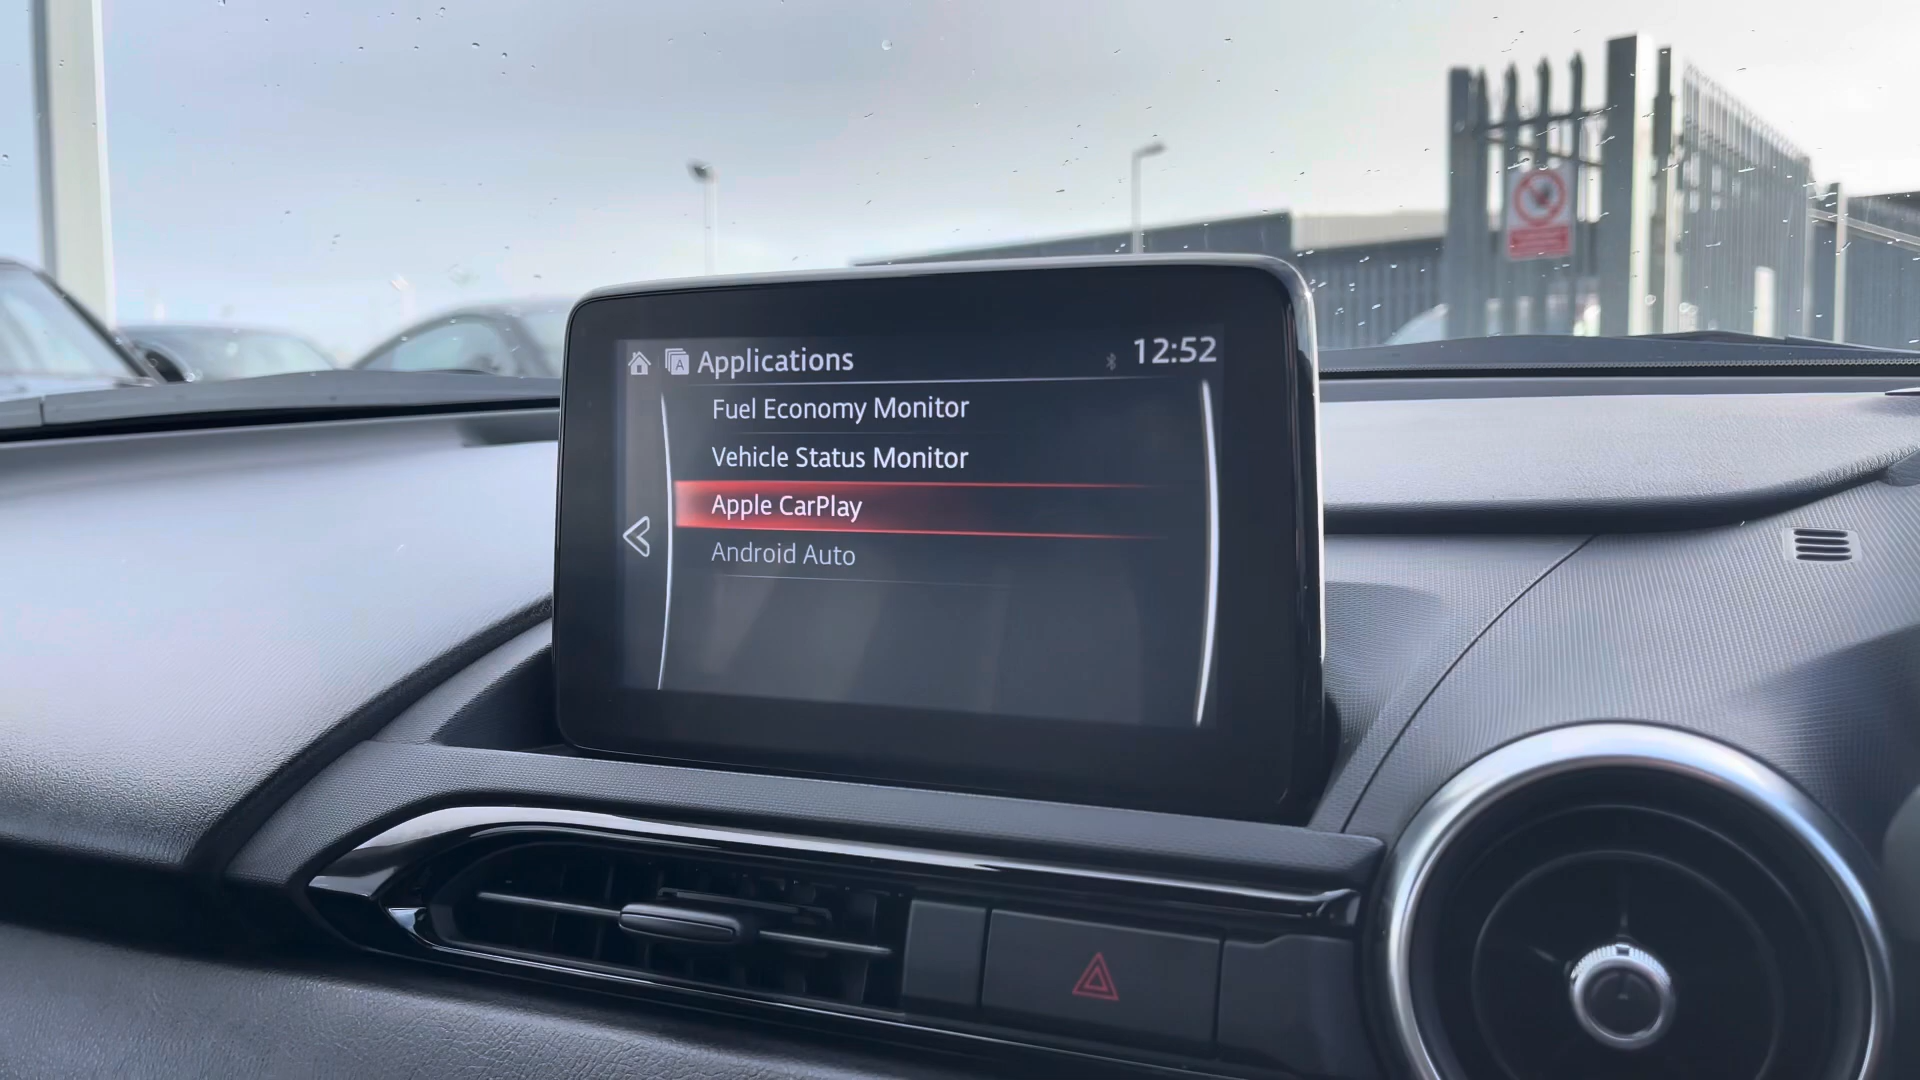 Applications
12:52
Fuel Economy Monitor
Vehicle Status Monitor
Apple CarPlay
Android Auto